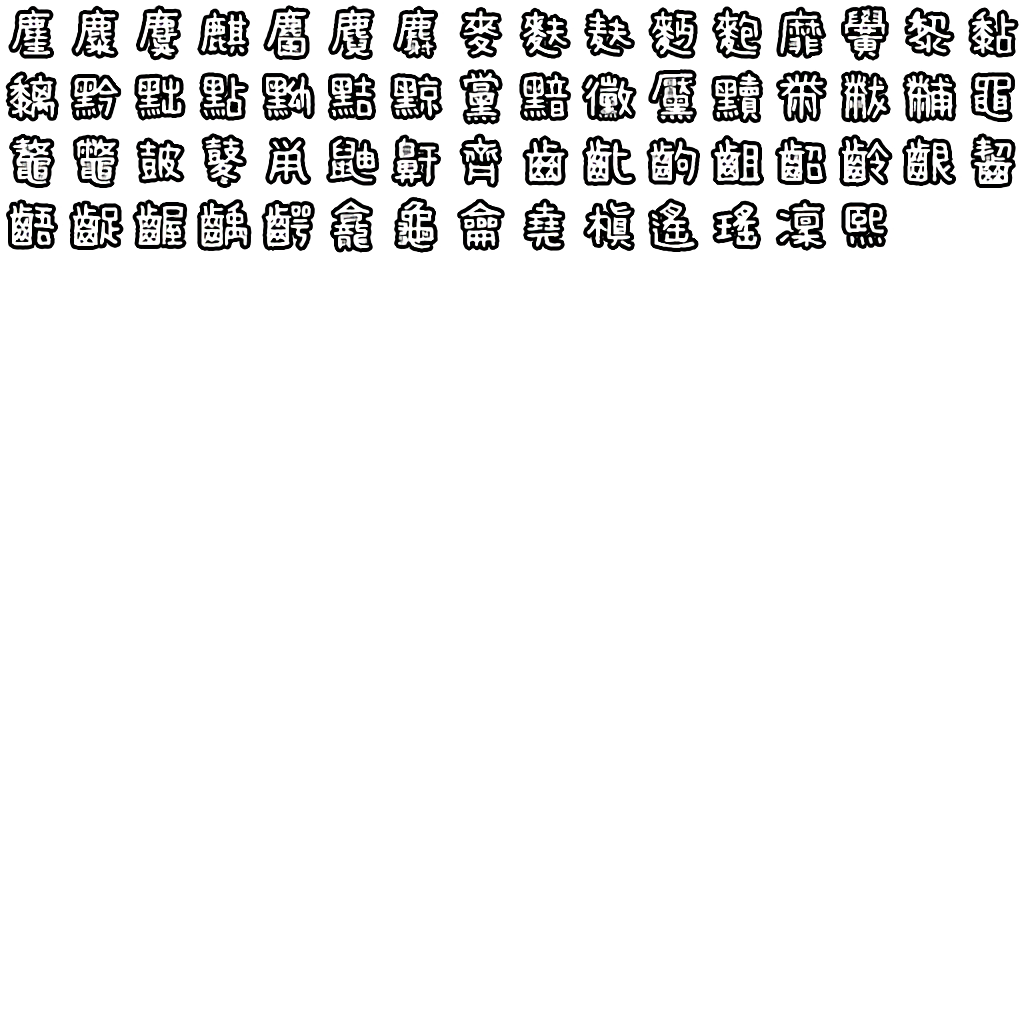 麈麋麌麒麕麑麝麥麩麸麪麭靡黌黎黏
黐黔黜點黝黠黥黨黯黴黶黷黹黻黼黽
鼇鼈皷鼕鼡鼬鼾齊齒齔齣齟齠齡齦齧
齬齪齷齲齶龕龜龠堯槇遙瑤凜熙